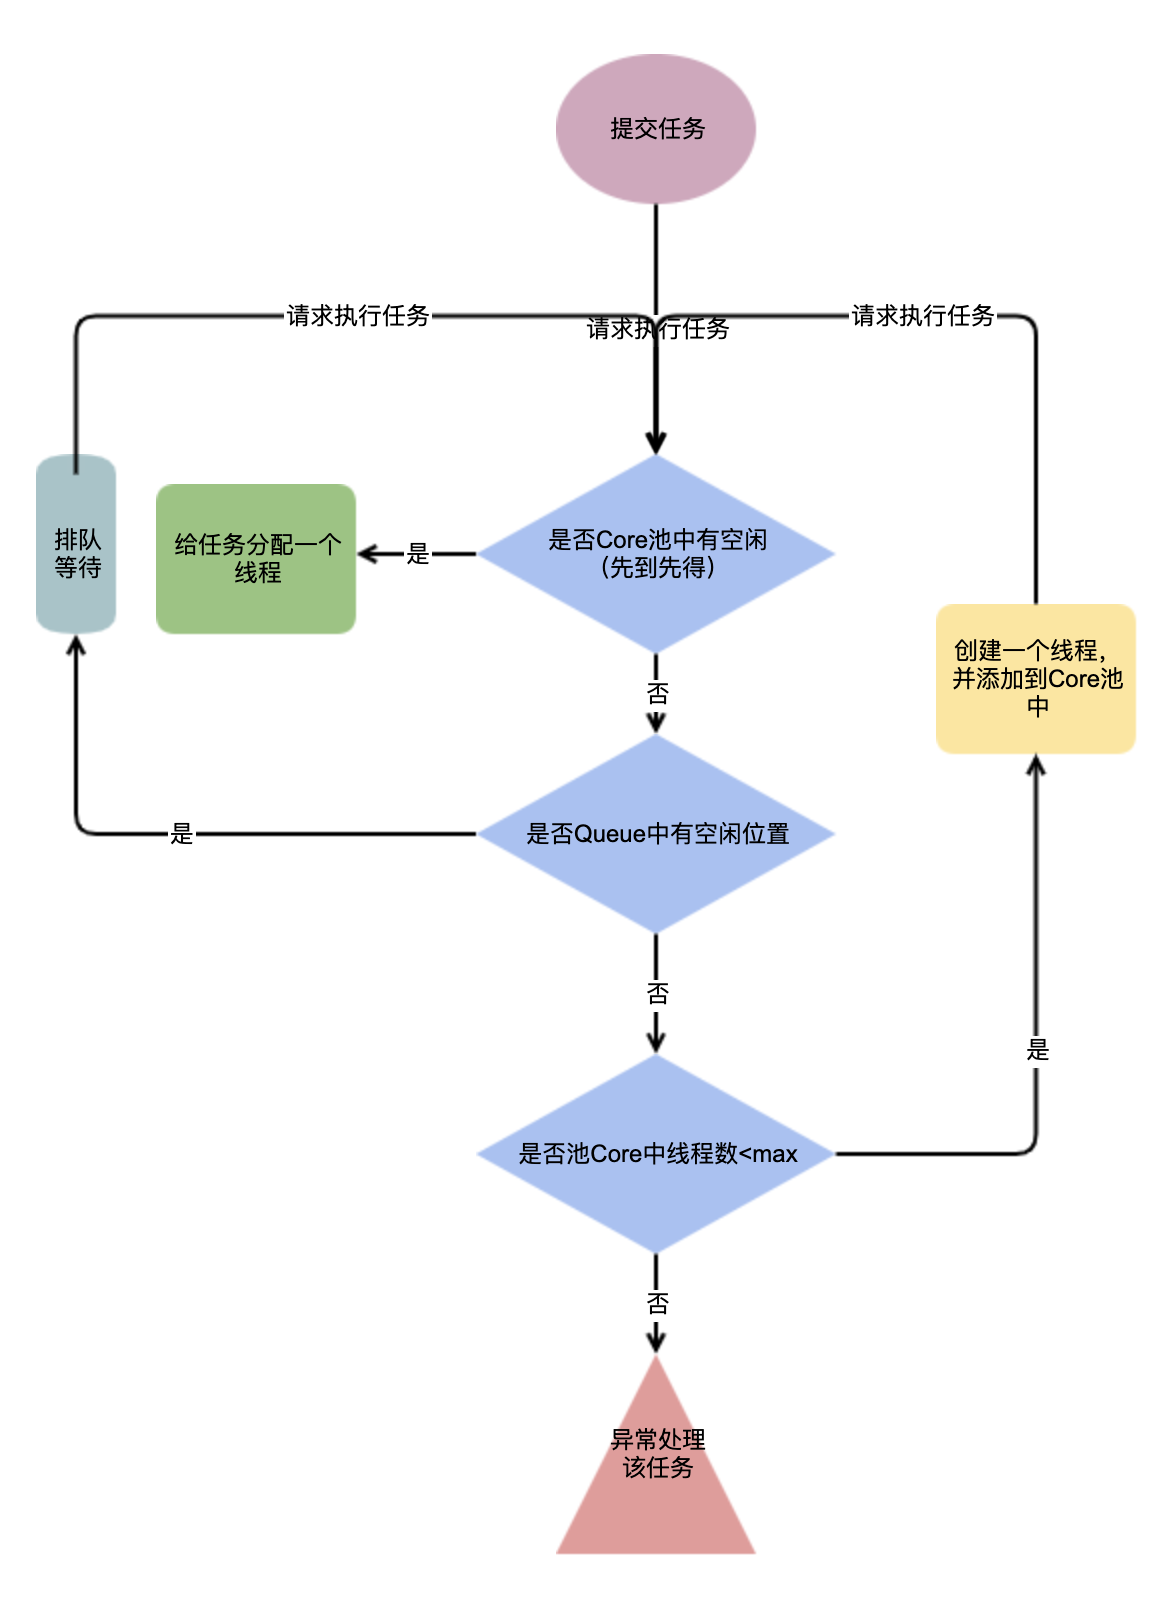 提交任务
请求执行任务
请求执行任务
请求执行任务
排队
等待
给任务分配一个
线程
是
是否Core池中有空闲
（先到先得）
创建一个线程，
并添加到Core池
中
否
是
是否Queue中有空闲位置
否
是
是否池Core中线程数<max
否
异常处理
该任务